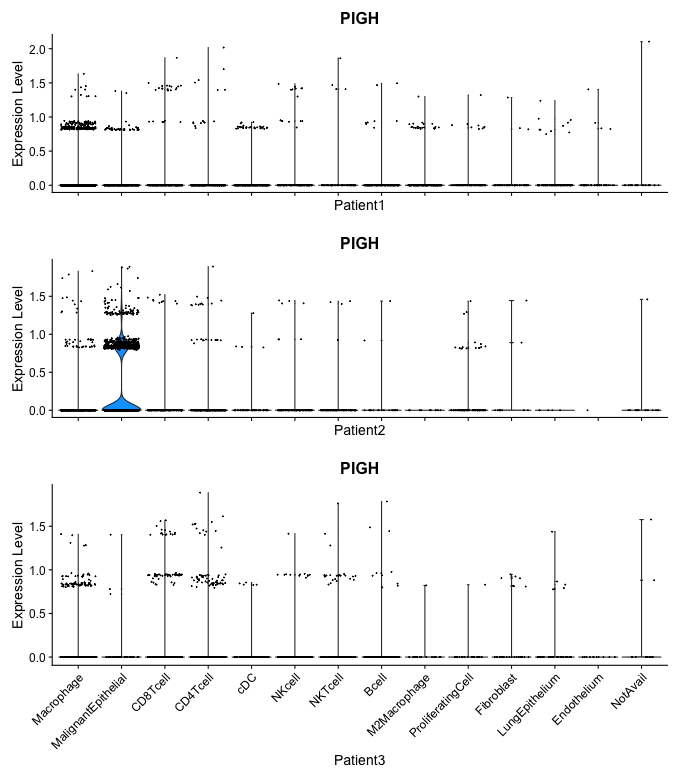 PIGH
Expression Level
2.0
1.5
1.0
0.5
0.0
Patient1
PIGH
Expression Level
1.5
1.0
0.5
0.0
Patient2
PIGH
Expression Level
1.5
1.0
0.5
0.0
Macrophage
MalignantEpithelial
CD8Tcell
CD4Tcell
cDC
NKcell
NKTcell
Bcell
M2Macrophage
ProliferatingCell
Fibroblast
LungEpithelium
Endothelium
NotAvail
Patient3